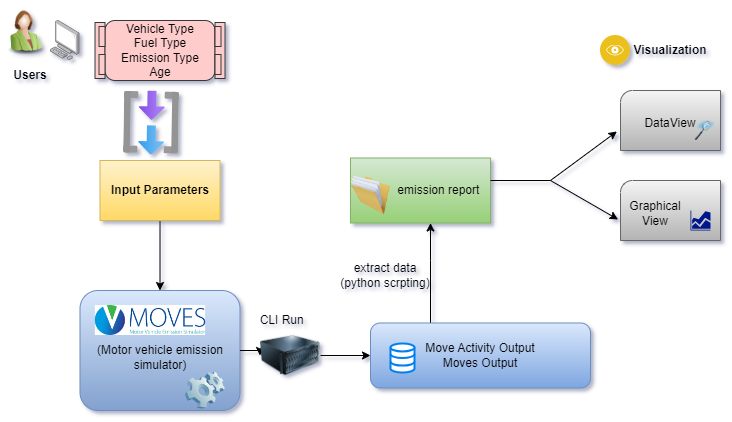 Users
Vehicle Type
Fuel Type
Emission Type
Age
Visualization
DataView
Input Parameters
emission report
Graphical
View
extract data
(python scrpting)
MOVES
Motor Vehicle Emission Simulator
(Motor vehicle emission
simulator)
CLI Run
Move Activity Output
Moves Output